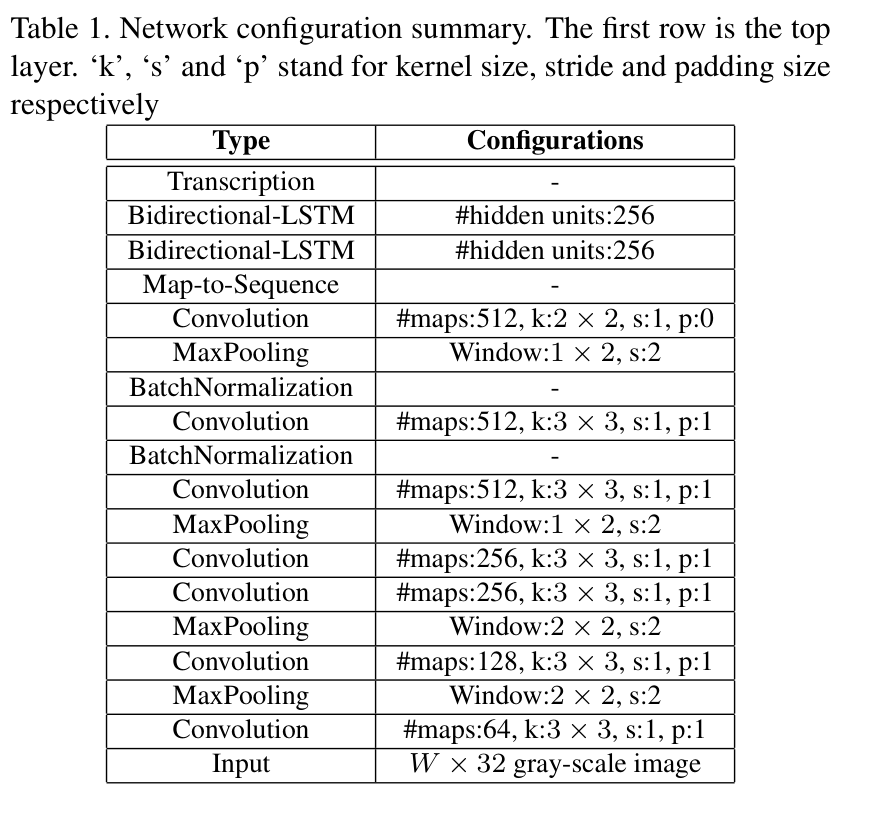 Table 1. Network configuration summary. The first row is the top
layer. ‘k’, ‘s’ and ‘p’ stand for kernel size, stride and padding size
respectively
Type Configurations
Transcription -
Bidirectional-LSTM #hidden units:256
Bidirectional-LSTM #hidden units:256
Map-to-Sequence -
Convolution #maps:512, k:2 × 2, s:1, p:0
MaxPooling Window:1 × 2, s:2
BatchNormalization -
Convolution #maps:512, k:3 × 3, s:1, p:1
BatchNormalization -
Convolution #maps:512, k:3 × 3, s:1, p:1
MaxPooling Window:1 × 2, s:2
Convolution #maps:256, k:3 × 3, s:1, p:1
Convolution #maps:256, k:3 × 3, s:1, p:1
MaxPooling Window:2 × 2, s:2
Convolution #maps:128, k:3 × 3, s:1, p:1
MaxPooling Window:2 × 2, s:2
Convolution #maps:64, k:3 × 3, s:1, p:1
Input W × 32 gray-scale image